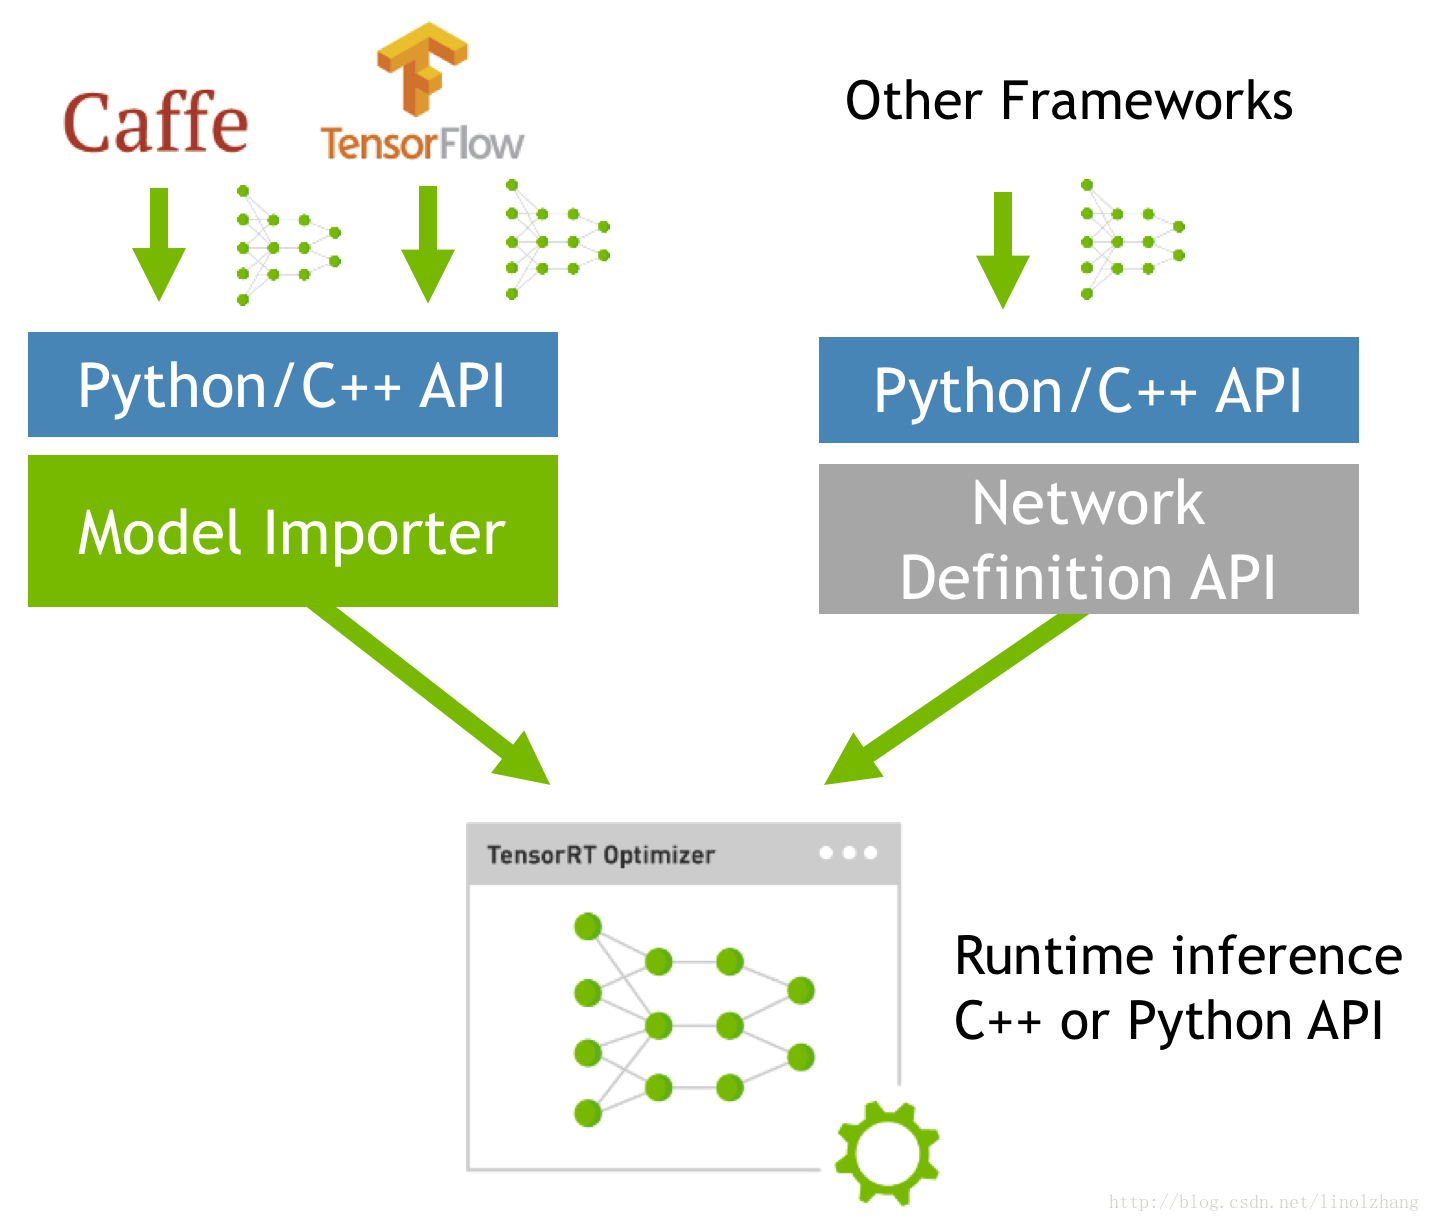 Caffe
TensorFlow
Other Frameworks
Python/C++ API
Model Importer
Python/C++ API
Network
Definition API
TensorRT Optimizer
Runtime inference
C++ or Python API
http://blog.csdn.net/linolzhang